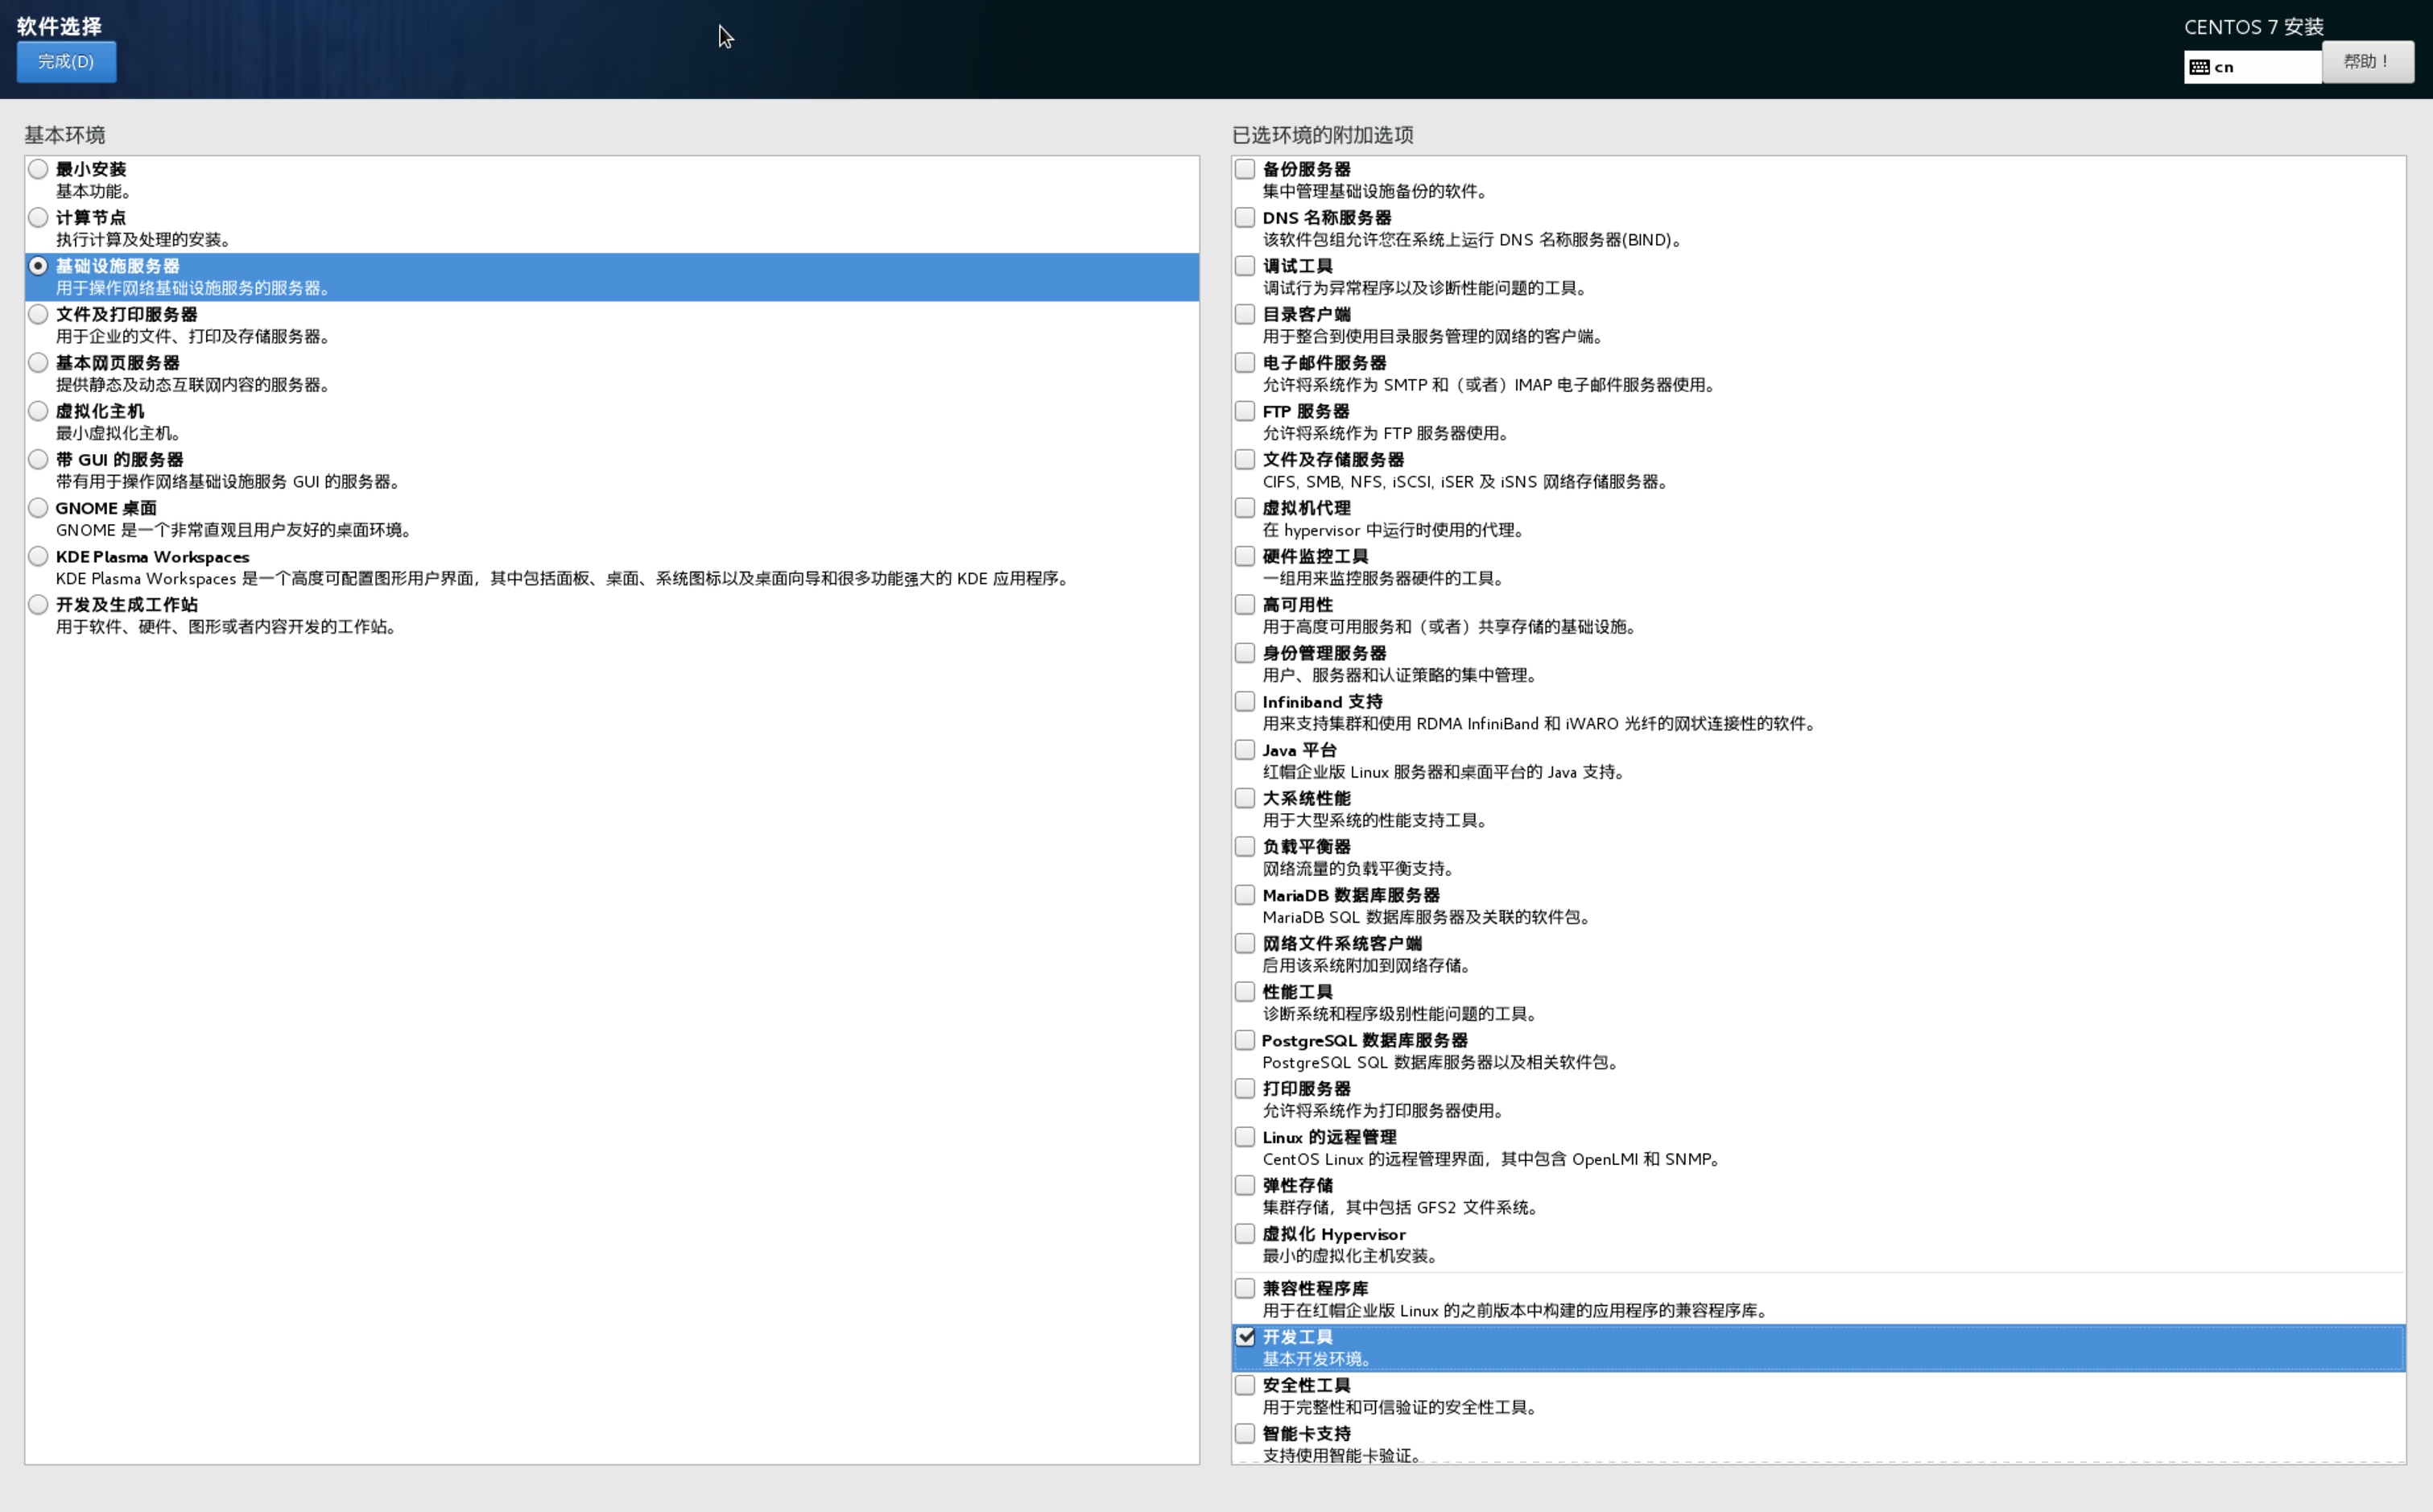 软件选择
完成(D)
CENTOS 7 安装
cn
帮助！
基本环境
最小安装
基本功能。
计算节点
执行计算及处理的安装。
基础设施服务器
用于操作网络基础设施服务的服务器。
文件及打印服务器
用于企业的文件、打印及存储服务器。
基本网页服务器
提供静态及动态互联网内容的服务器。
虚拟化主机
最小虚拟化主机。
带 GUI 的服务器
带有用于操作网络基础设施服务 GUI 的服务器。
GNOME 桌面
GNOME 是一个非常直观且用户友好的桌面环境。
KDE Plasma Workspaces
KDE Plasma Workspaces 是一个高度可配置图形用户界面，其中包括面板、桌面、系统图标以及桌面向导和很多功能强大的 KDE 应用程序。
开发及生成工作站
用于软件、硬件、图形或者内容开发的工作站。
已选环境的附加选项
备份服务器
集中管理基础设施备份的软件。
DNS 名称服务器
该软件包组允许您在系统上运行 DNS 名称服务器(BIND)。
调试工具
调试行为异常程序以及诊断性能问题的工具。
目录客户端
用于整合到使用目录服务管理的网络的客户端。
电子邮件服务器
允许将系统作为 SMTP 和（或者）IMAP 电子邮件服务器使用。
FTP 服务器
允许将系统作为 FTP 服务器使用。
文件及存储服务器
CIFS, SMB, NFS, iSCSI, iSER 及 iSNS 网络存储服务器。
虚拟机代理
在 hypervisor 中运行时使用的代理。
硬件监控工具
一组用来监控服务器硬件的工具。
高可用性
用于高度可用服务和（或者）共享存储的基础设施。
身份管理服务器
用户、服务器和认证策略的集中管理。
Infiniband 支持
用来支持集群和使用 RDMA InfiniBand 和 iWARO 光纤的网状连接性的软件。
Java 平台
红帽企业版 Linux 服务器和桌面平台的 Java 支持。
大系统性能
用于大型系统的性能支持工具。
负载平衡器
网络流量的负载平衡支持。
MariaDB 数据库服务器
MariaDB SQL 数据库服务器及关联的软件包。
网络文件系统客户端
启用该系统附加到网络存储。
性能工具
诊断系统和程序级别性能问题的工具。
PostgreSQL 数据库服务器
PostgreSQL SQL 数据库服务器以及相关软件包。
打印服务器
允许将系统作为打印服务器使用。
Linux 的远程管理
CentOS Linux 的远程管理界面，其中包含 OpenLMI 和 SNMP。
弹性存储
集群存储，其中包括 GFS2 文件系统。
虚拟化 Hypervisor
最小的虚拟化主机安装。
兼容性程序库
用于在红帽企业版 Linux 的之前版本中构建的应用程序的兼容程序库。
开发工具
基本开发环境。
安全性工具
用于完整性和可信验证的安全性工具。
智能卡支持
支持使用智能卡验证。